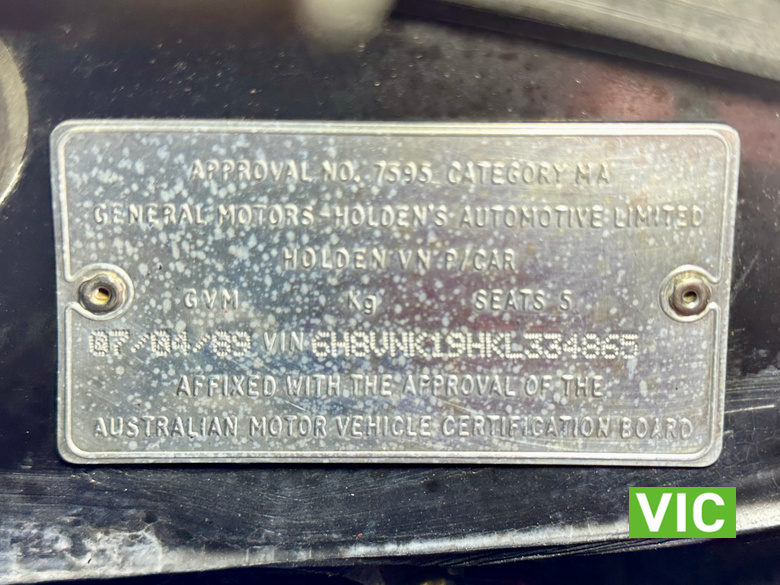 APPROVAL NO. 7595 CATEGORY MA
GENERAL MOTORS-HOLDEN'S AUTOMOTIVE LIMITED
HOLDEN VN P/CAR
GVM Kg SEATS 5
07/04/89 VIN 6H8VNK19HKL334865
AFFIXED WITH THE APPROVAL OF THE
AUSTRALIAN MOTOR VEHICLE CERTIFICATION BOARD
VIC